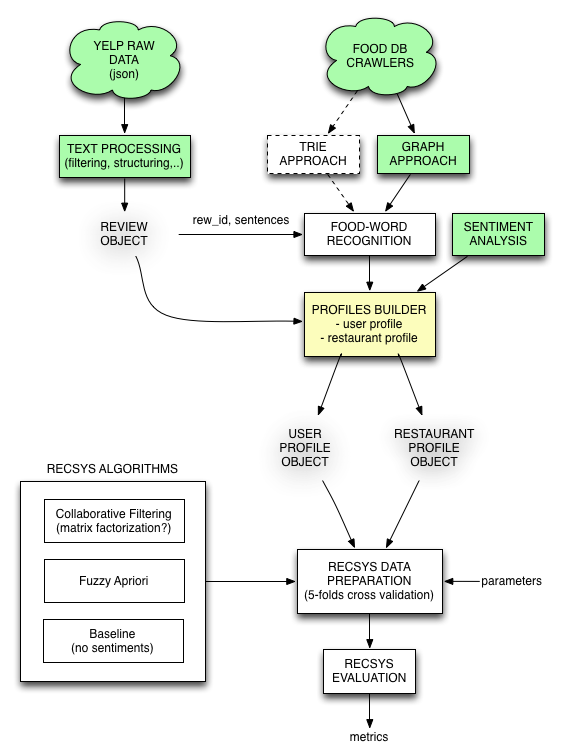 YELP RAW
DATA
(json)
FOOD DB
CRAWLERS
TEXT PROCESSING
(filtering, structuring,..)
TRIE
APPROACH
GRAPH
APPROACH
REVIEW
OBJECT
rew_id, sentences
FOOD-WORD
RECOGNITION
SENTIMENT
ANALYSIS
PROFILES BUILDER
- user profile
- restaurant profile
USER
PROFILE
OBJECT
RESTAURANT
PROFILE
OBJECT
RECSYS ALGORITHMS
Collaborative Filtering
(matrix factorization?)
Fuzzy Apriori
Baseline
(no sentiments)
RECSYS DATA
PREPARATION
(5-folds cross validation)
parameters
RECSYS
EVALUATION
metrics